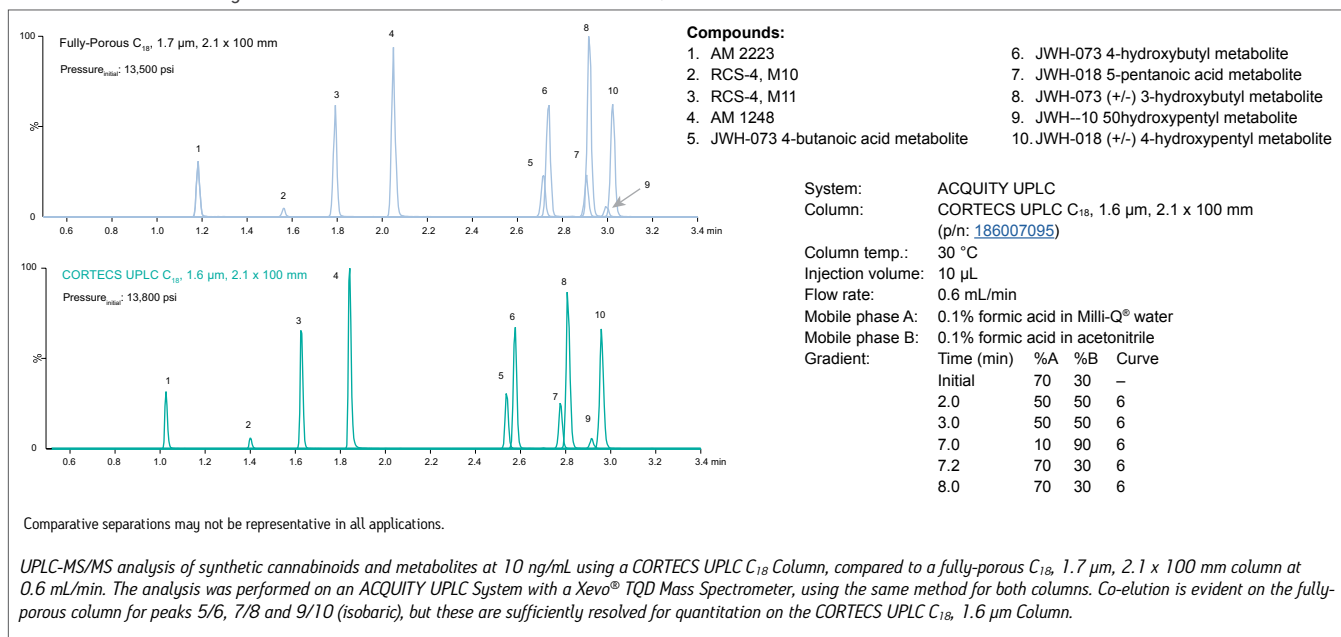 Fully-Porous C₁₈, 1.7 µm, 2.1 x 100 mm
Pressure_initial: 13,500 psi
100
%
0
1
2
3
4
5
6
7
8
9
10
0.6 0.8 1.0 1.2 1.4 1.6 1.8 2.0 2.2 2.4 2.6 2.8 3.0 3.2 3.4 min
CORTECS UPLC C₁₈, 1.6 µm, 2.1 x 100 mm
Pressure_initial: 13,800 psi
100
%
0
1
2
3
4
5
6
7
8
9
10
0.6 0.8 1.0 1.2 1.4 1.6 1.8 2.0 2.2 2.4 2.6 2.8 3.0 3.2 3.4 min
Comparative separations may not be representative in all applications.
Compounds:
1. AM 2223
2. RCS-4, M10
3. RCS-4, M11
4. AM 1248
5. JWH-073 4-butanoic acid metabolite
6. JWH-073 4-hydroxybutyl metabolite
7. JWH-018 5-pentanoic acid metabolite
8. JWH-073 (+/-) 3-hydroxybutyl metabolite
9. JWH--10 50hydroxypentyl metabolite
10. JWH-018 (+/-) 4-hydroxypentyl metabolite
System: ACQUITY UPLC
Column: CORTECS UPLC C₁₈, 1.6 µm, 2.1 x 100 mm
(p/n: 186007095)
Column temp.: 30 °C
Injection volume: 10 µL
Flow rate: 0.6 mL/min
Mobile phase A: 0.1% formic acid in Milli-Q® water
Mobile phase B: 0.1% formic acid in acetonitrile
Gradient: Time (min) %A %B Curve
Initial 70 30 –
2.0 50 50 6
3.0 50 50 6
7.0 10 90 6
7.2 70 30 6
8.0 70 30 6
UPLC-MS/MS analysis of synthetic cannabinoids and metabolites at 10 ng/mL using a CORTECS UPLC C₁₈ Column, compared to a fully-porous C₁₈, 1.7 µm, 2.1 x 100 mm column at
0.6 mL/min. The analysis was performed on an ACQUITY UPLC System with a Xevo® TQD Mass Spectrometer, using the same method for both columns. Co-elution is evident on the fully-
porous column for peaks 5/6, 7/8 and 9/10 (isobaric), but these are sufficiently resolved for quantitation on the CORTECS UPLC C₁₈, 1.6 µm Column.